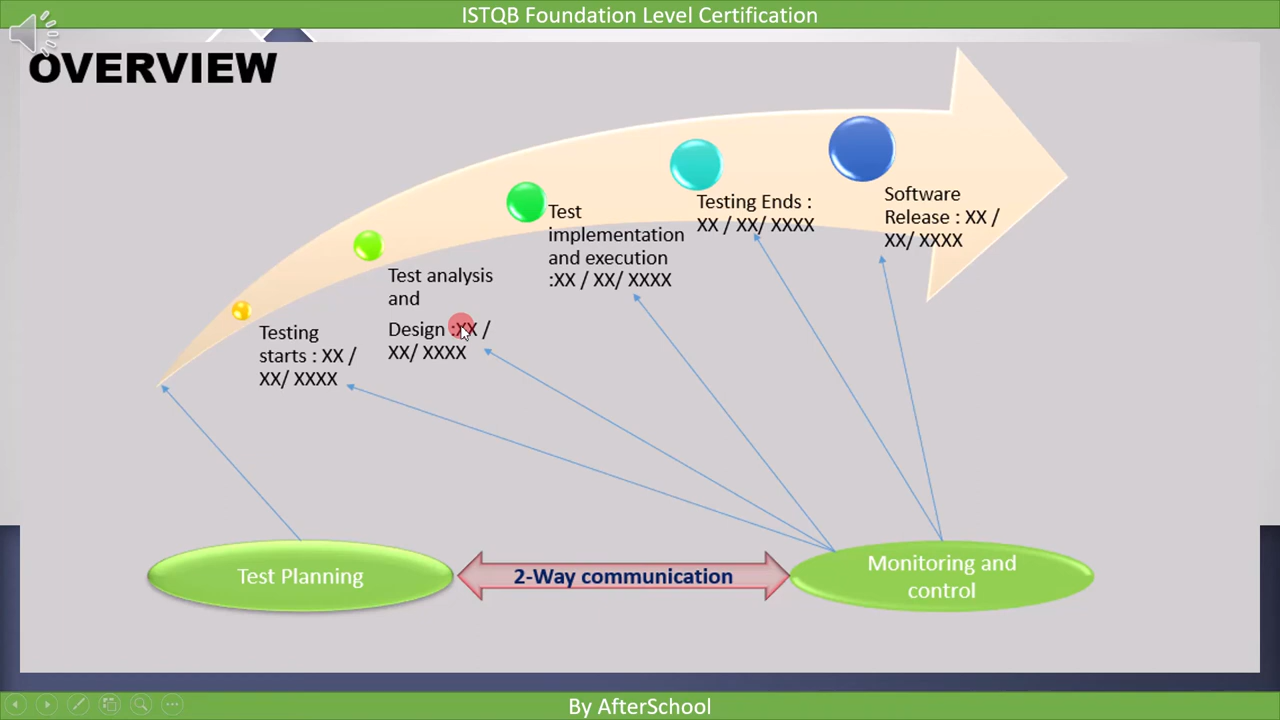 ISTQB Foundation Level Certification
OVERVIEW
Testing
starts : XX /
XX/ XXXX
Test analysis
and
Design :XX /
XX/ XXXX
Test
implementation
and execution
:XX / XX/ XXXX
Testing Ends :
XX / XX/ XXXX
Software
Release : XX /
XX/ XXXX
Test Planning
2-Way communication
Monitoring and
control
By AfterSchool